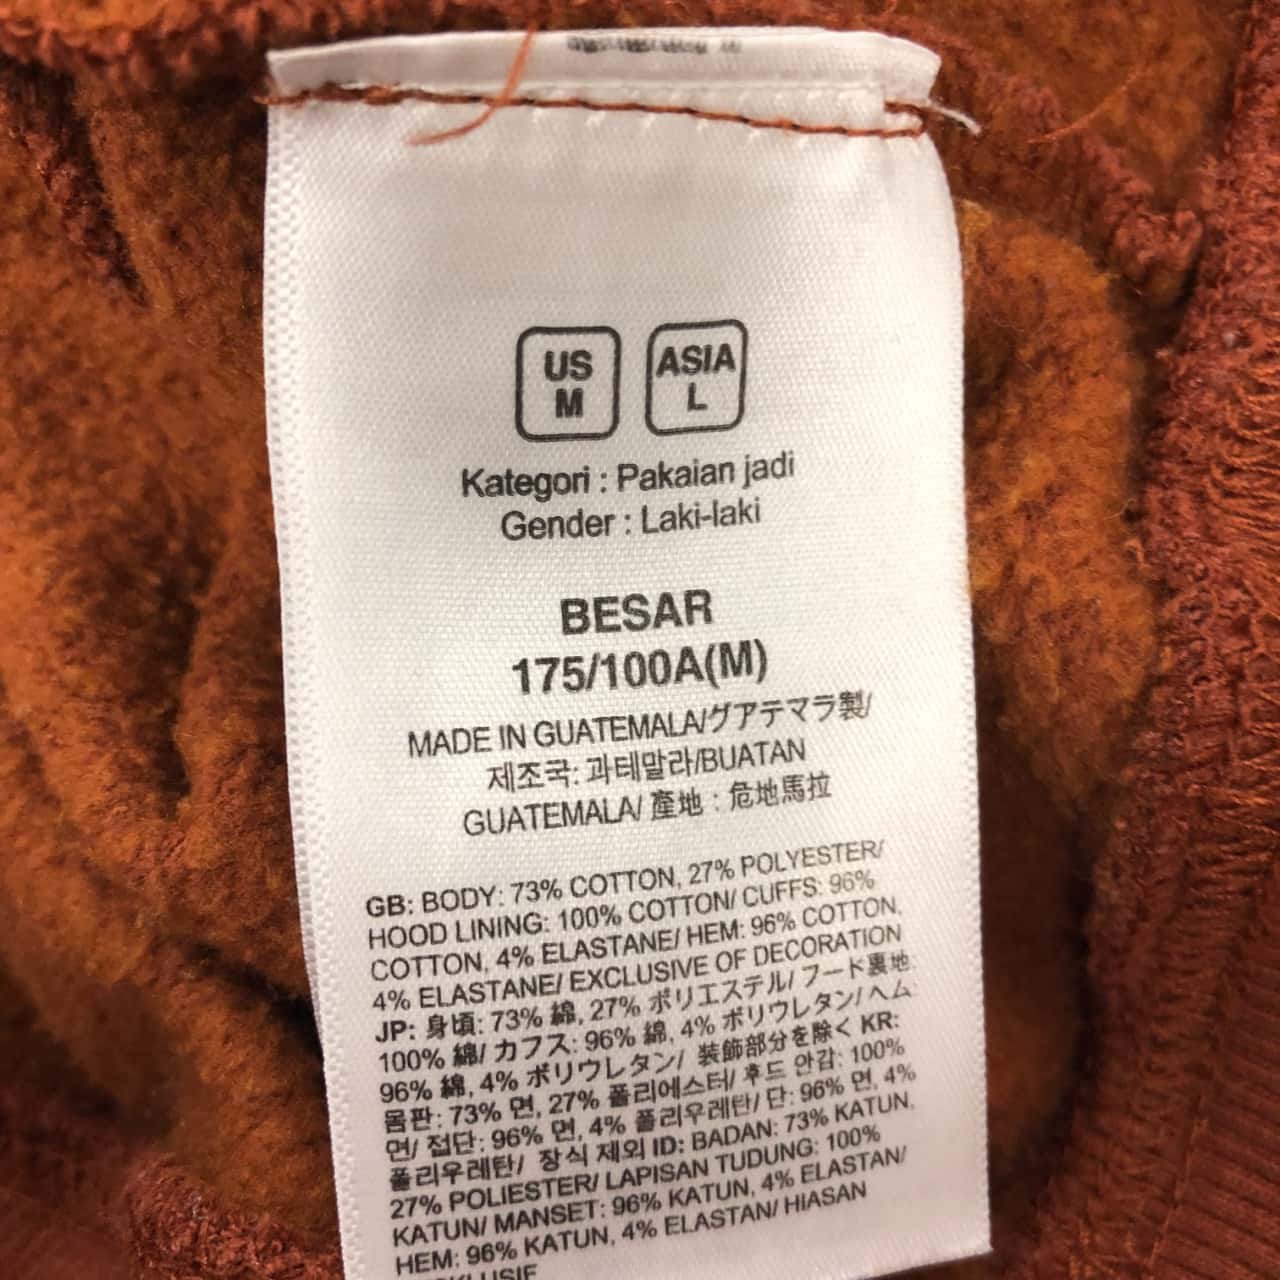 US
M
ASIA
L
Kategori : Pakaian jadi
Gender : Laki-laki
BESAR
175/100A(M)
MADE IN GUATEMALA/グアテマラ製/
제조국: 과테말라/BUATAN
GUATEMALA/ 產地 : 危地馬拉
GB: BODY: 73% COTTON, 27% POLYESTER/
HOOD LINING: 100% COTTON/ CUFFS: 96%
COTTON, 4% ELASTANE/ HEM: 96% COTTON,
4% ELASTANE/ EXCLUSIVE OF DECORATION
JP: 身頃: 73% 綿, 27% ポリエステル/ フード裏地:
100% 綿/ カフス: 96% 綿, 4% ポリウレタン/ ヘム:
96% 綿, 4% ポリウレタン/ 装飾部分を除く KR:
몸판: 73% 면, 27% 폴리에스터/ 후드 안감: 100%
면/ 접단: 96% 면, 4% 폴리우레탄/ 단: 96% 면, 4%
폴리우레탄/ 장식 제외 ID: BADAN: 73% KATUN,
27% POLIESTER/ LAPISAN TUDUNG: 100%
KATUN/ MANSET: 96% KATUN, 4% ELASTAN/
HEM: 96% KATUN, 4% ELASTAN/ HIASAN